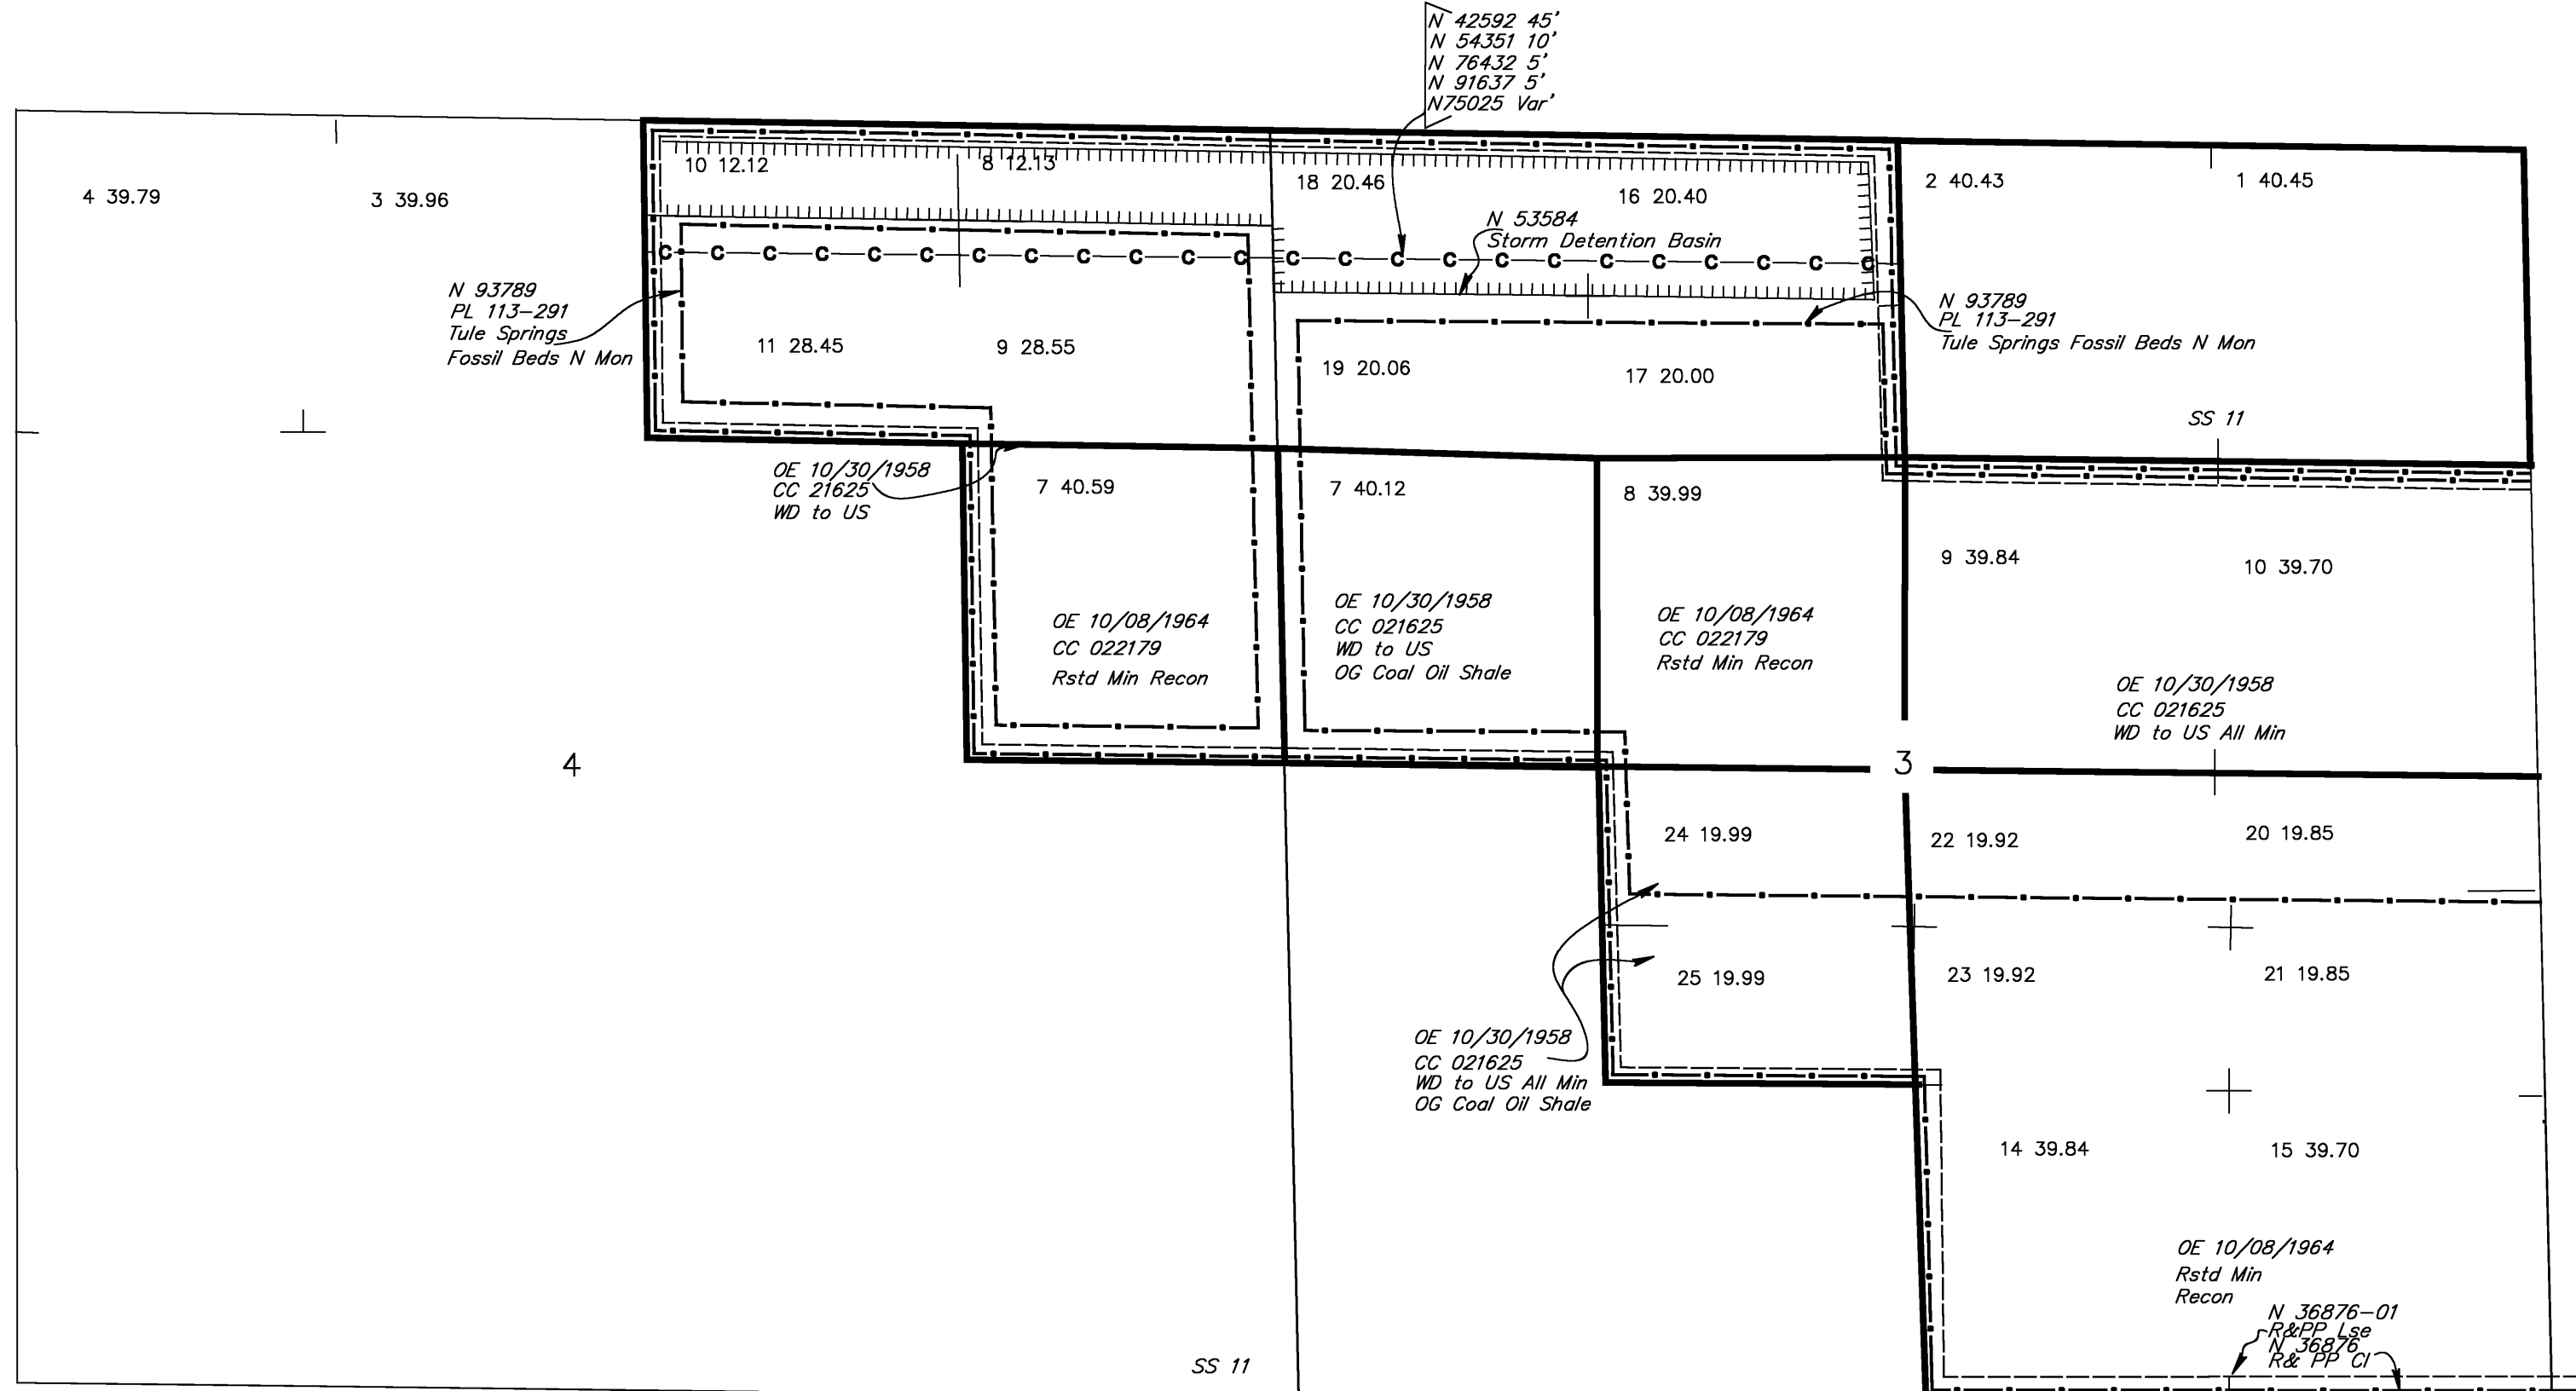 N 42592 45'
N 54351 10'
N 76432 5'
N 91637 5'
N75025 Var'
4 39.79
3 39.96
10 12.12
8 12.13
18 20.46
16 20.40
2 40.43
1 40.45
N 53584
Storm Detention Basin
C C C C C C C C C C C C C C C C C C C C C C C C
N 93789
PL 113-291
Tule Springs
Fossil Beds N Mon
11 28.45
9 28.55
19 20.06
17 20.00
N 93789
PL 113-291
Tule Springs Fossil Beds N Mon
SS 11
OE 10/30/1958
CC 21625
WD to US
7 40.59
7 40.12
8 39.99
9 39.84
10 39.70
OE 10/08/1964
CC 022179
Rstd Min Recon
OE 10/30/1958
CC 021625
WD to US
OG Coal Oil Shale
OE 10/08/1964
CC 022179
Rstd Min Recon
OE 10/30/1958
CC 021625
WD to US All Min
4
3
24 19.99
22 19.92
20 19.85
25 19.99
23 19.92
21 19.85
OE 10/30/1958
CC 021625
WD to US All Min
OG Coal Oil Shale
14 39.84
15 39.70
OE 10/08/1964
Rstd Min
Recon
N 36876-01
R&PP Lse
N 36876
R& PP Cl
SS 11